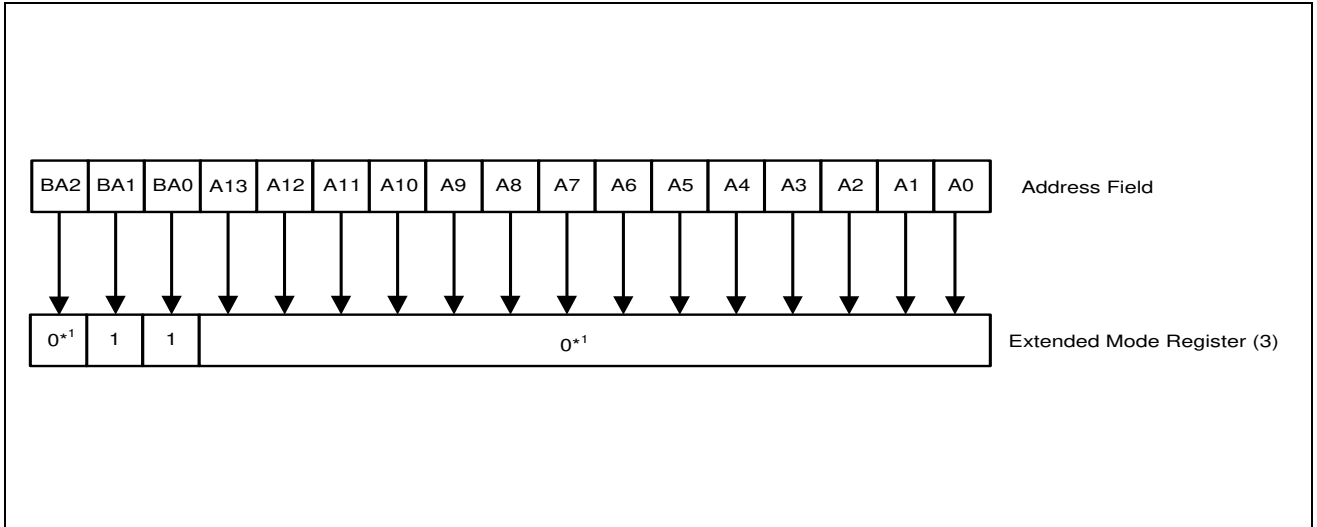 BA2 BA1 BA0 A13 A12 A11 A10 A9 A8 A7 A6 A5 A4 A3 A2 A1 A0 Address Field
0*1 1 1 0*1 Extended Mode Register (3)